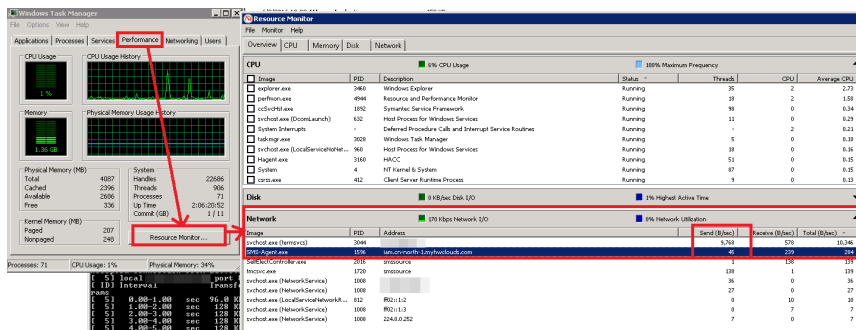 Windows Task Manager
File Options View Help
Applications Processes Services Performance Networking Users
CPU Usage CPU Usage History
1 %
Memory Physical Memory Usage History
1.36 GB
Physical Memory (MB) System
Total 4087 Handles 22686
Cached 2396 Threads 906
Available 2686 Processes 71
Free 336 Up Time 2:06:20:52
Commit (GB) 1 / 11
Kernel Memory (MB)
Paged 207
Nonpaged 248
Resource Monitor...
Processes: 71 CPU Usage: 1% Physical Memory: 34%
[ 5] local port
[ ID] Interval Transf
rams
[ 5] 0.00-1.00 sec 96.0 K
[ 5] 1.00-2.00 sec 128 K
[ 5] 2.00-3.00 sec 128 K
[ 5] 3.00-4.00 sec 128 K
[ 5] 4.00-5.00 sec 128 K
Resource Monitor
File Monitor Help
Overview CPU Memory Disk Network
CPU 6% CPU Usage 100% Maximum Frequency
Image PID Description Status Threads CPU Average CPU
explorer.exe 3460 Windows Explorer Running 35 2 2.73
perfmon.exe 4944 Resource and Performance Monitor Running 18 2 1.58
ccSvcHst.exe 1892 Symantec Service Framework Running 98 0 0.34
svchost.exe (DcomLaunch) 632 Host Process for Windows Services Running 11 0 0.29
System Interrupts - Deferred Procedure Calls and Interrupt Service Routines Running - 2 0.21
taskmgr.exe 3028 Windows Task Manager Running 5 0 0.18
svchost.exe (LocalServiceNoNet... 960 Host Process for Windows Services Running 18 0 0.16
Hagent.exe 3160 HACC Running 51 0 0.15
System 4 NT Kernel & System Running 87 0 0.15
csrss.exe 412 Client Server Runtime Process Running 9 0 0.13
Disk 0 KB/sec Disk I/O 1% Highest Active Time
Network 170 Kbps Network I/O 0% Network Utilization
Image PID Address Send (B/sec) Receive (B/sec) Total (B/sec)
svchost.exe (termsvcs) 3044 9,768 578 10,346
SMS-Agent.exe 1596 iam.cn-north-1.myhwclouds.com 45 239 284
SelfElectController.exe 2016 smssource 1 138 139
tmcsvc.exe 1720 smssource 138 1 139
svchost.exe (NetworkService) 1008 36 0 36
svchost.exe (NetworkService) 1008 27 0 27
svchost.exe (LocalServiceNetworkR... 812 ff02::1:2 0 10 10
svchost.exe (NetworkService) 1008 ff02::1:3 0 7 7
svchost.exe (NetworkService) 1008 224.0.0.252 7 0 7